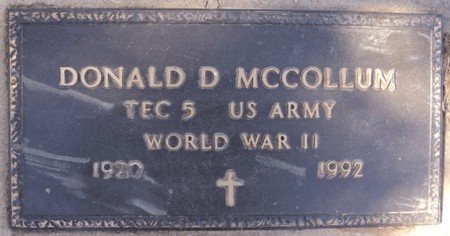 DONALD D MCCOLLUM
TEC 5 US ARMY
WORLD WAR II
1920 1992